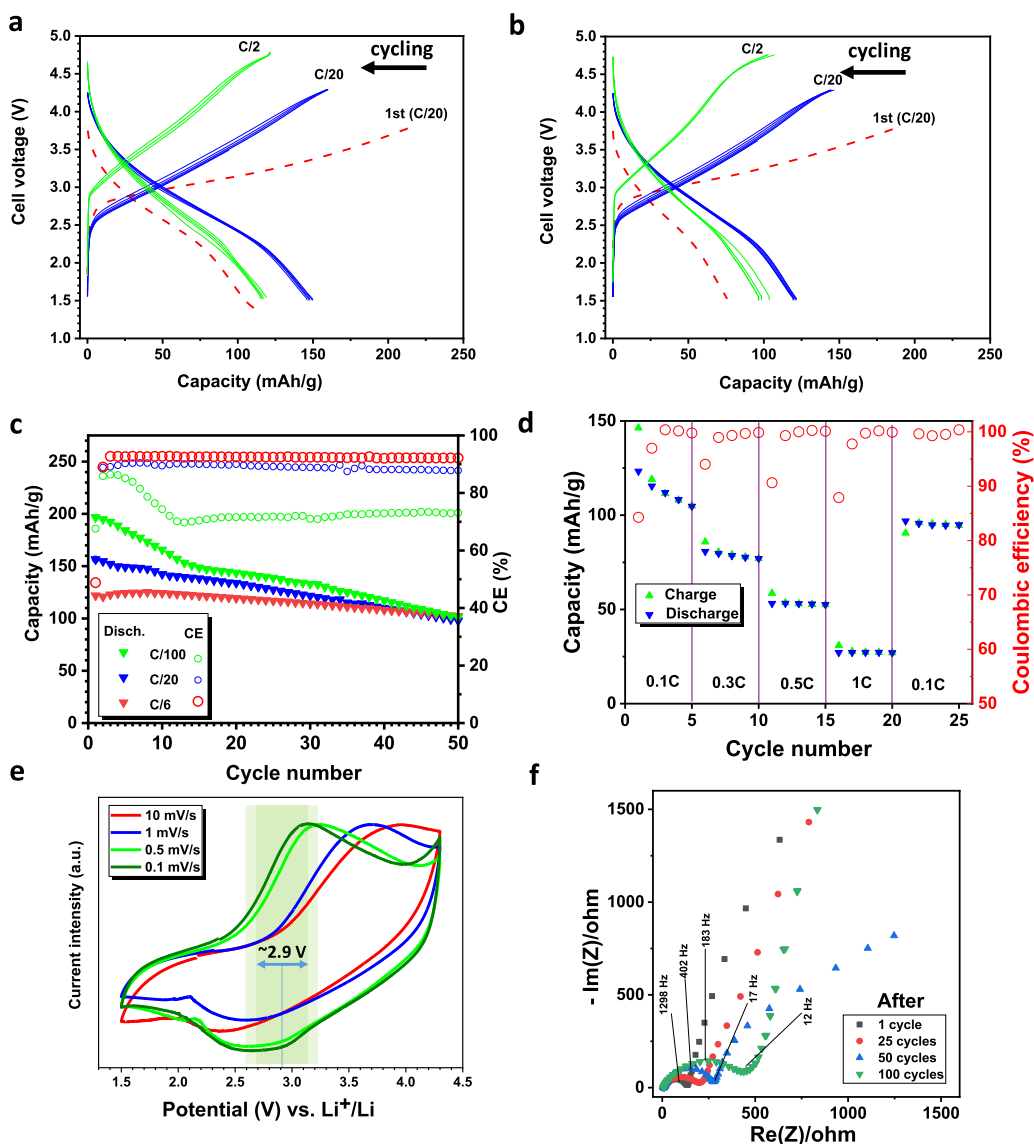 a
5.0
4.5
4.0
3.5
3.0
2.5
2.0
1.5
1.0
Cell voltage (V)
C/2
cycling
C/20
1st (C/20)
0 50 100 150 200 250
Capacity (mAh/g)
b
5.0
4.5
4.0
3.5
3.0
2.5
2.0
1.5
1.0
Cell voltage (V)
C/2
cycling
C/20
1st (C/20)
0 50 100 150 200 250
Capacity (mAh/g)
c
250
200
150
100
50
0
Capacity (mAh/g)
100
80
60
40
20
0
CE (%)
Disch. CE
C/100
C/20
C/6
0 10 20 30 40 50
Cycle number
d
150
100
50
0
Capacity (mAh/g)
100
90
80
70
60
50
Coulombic efficiency (%)
Charge
Discharge
0.1C 0.3C 0.5C 1C 0.1C
0 5 10 15 20 25
Cycle number
e
Current intensity (a.u.)
10 mV/s
1 mV/s
0.5 mV/s
0.1 mV/s
~2.9 V
1.5 2.0 2.5 3.0 3.5 4.0 4.5
Potential (V) vs. Li⁺/Li
f
1500
1000
500
0
- Im(Z)/ohm
1298 Hz
402 Hz
183 Hz
17 Hz
12 Hz
After
1 cycle
25 cycles
50 cycles
100 cycles
0 500 1000 1500
Re(Z)/ohm